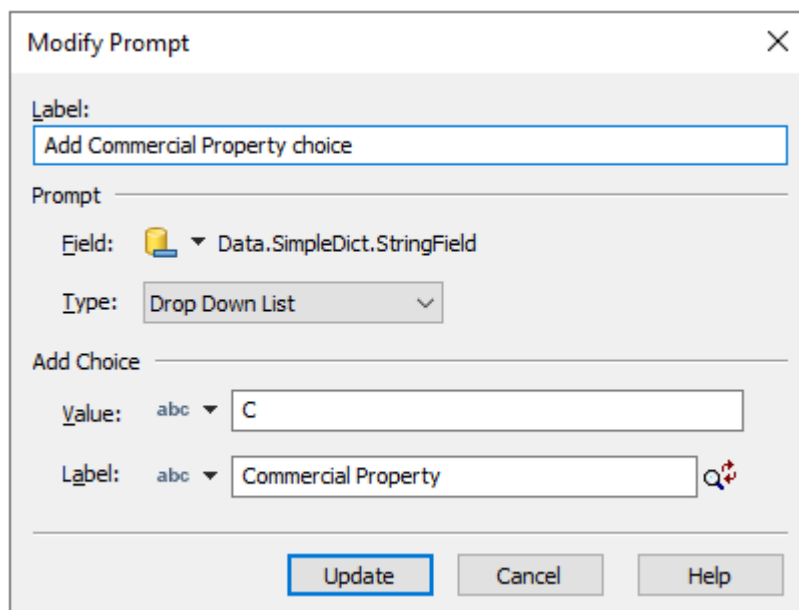 Modify Prompt
Label:
Add Commercial Property choice
Prompt
Field: Data.SimpleDict.StringField
Type: Drop Down List
Add Choice
Value: abc C
Label: abc Commercial Property
Update Cancel Help